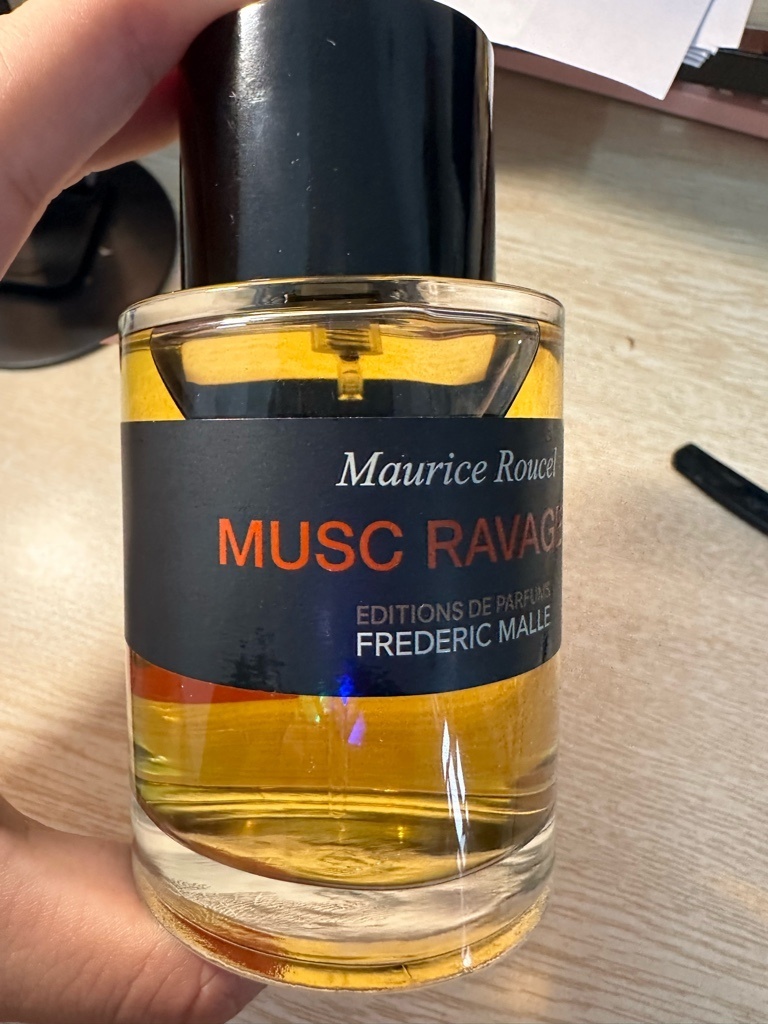 Maurice Roucel
MUSC RAVAGE
EDITIONS DE PARFUMS
FREDERIC MALLE